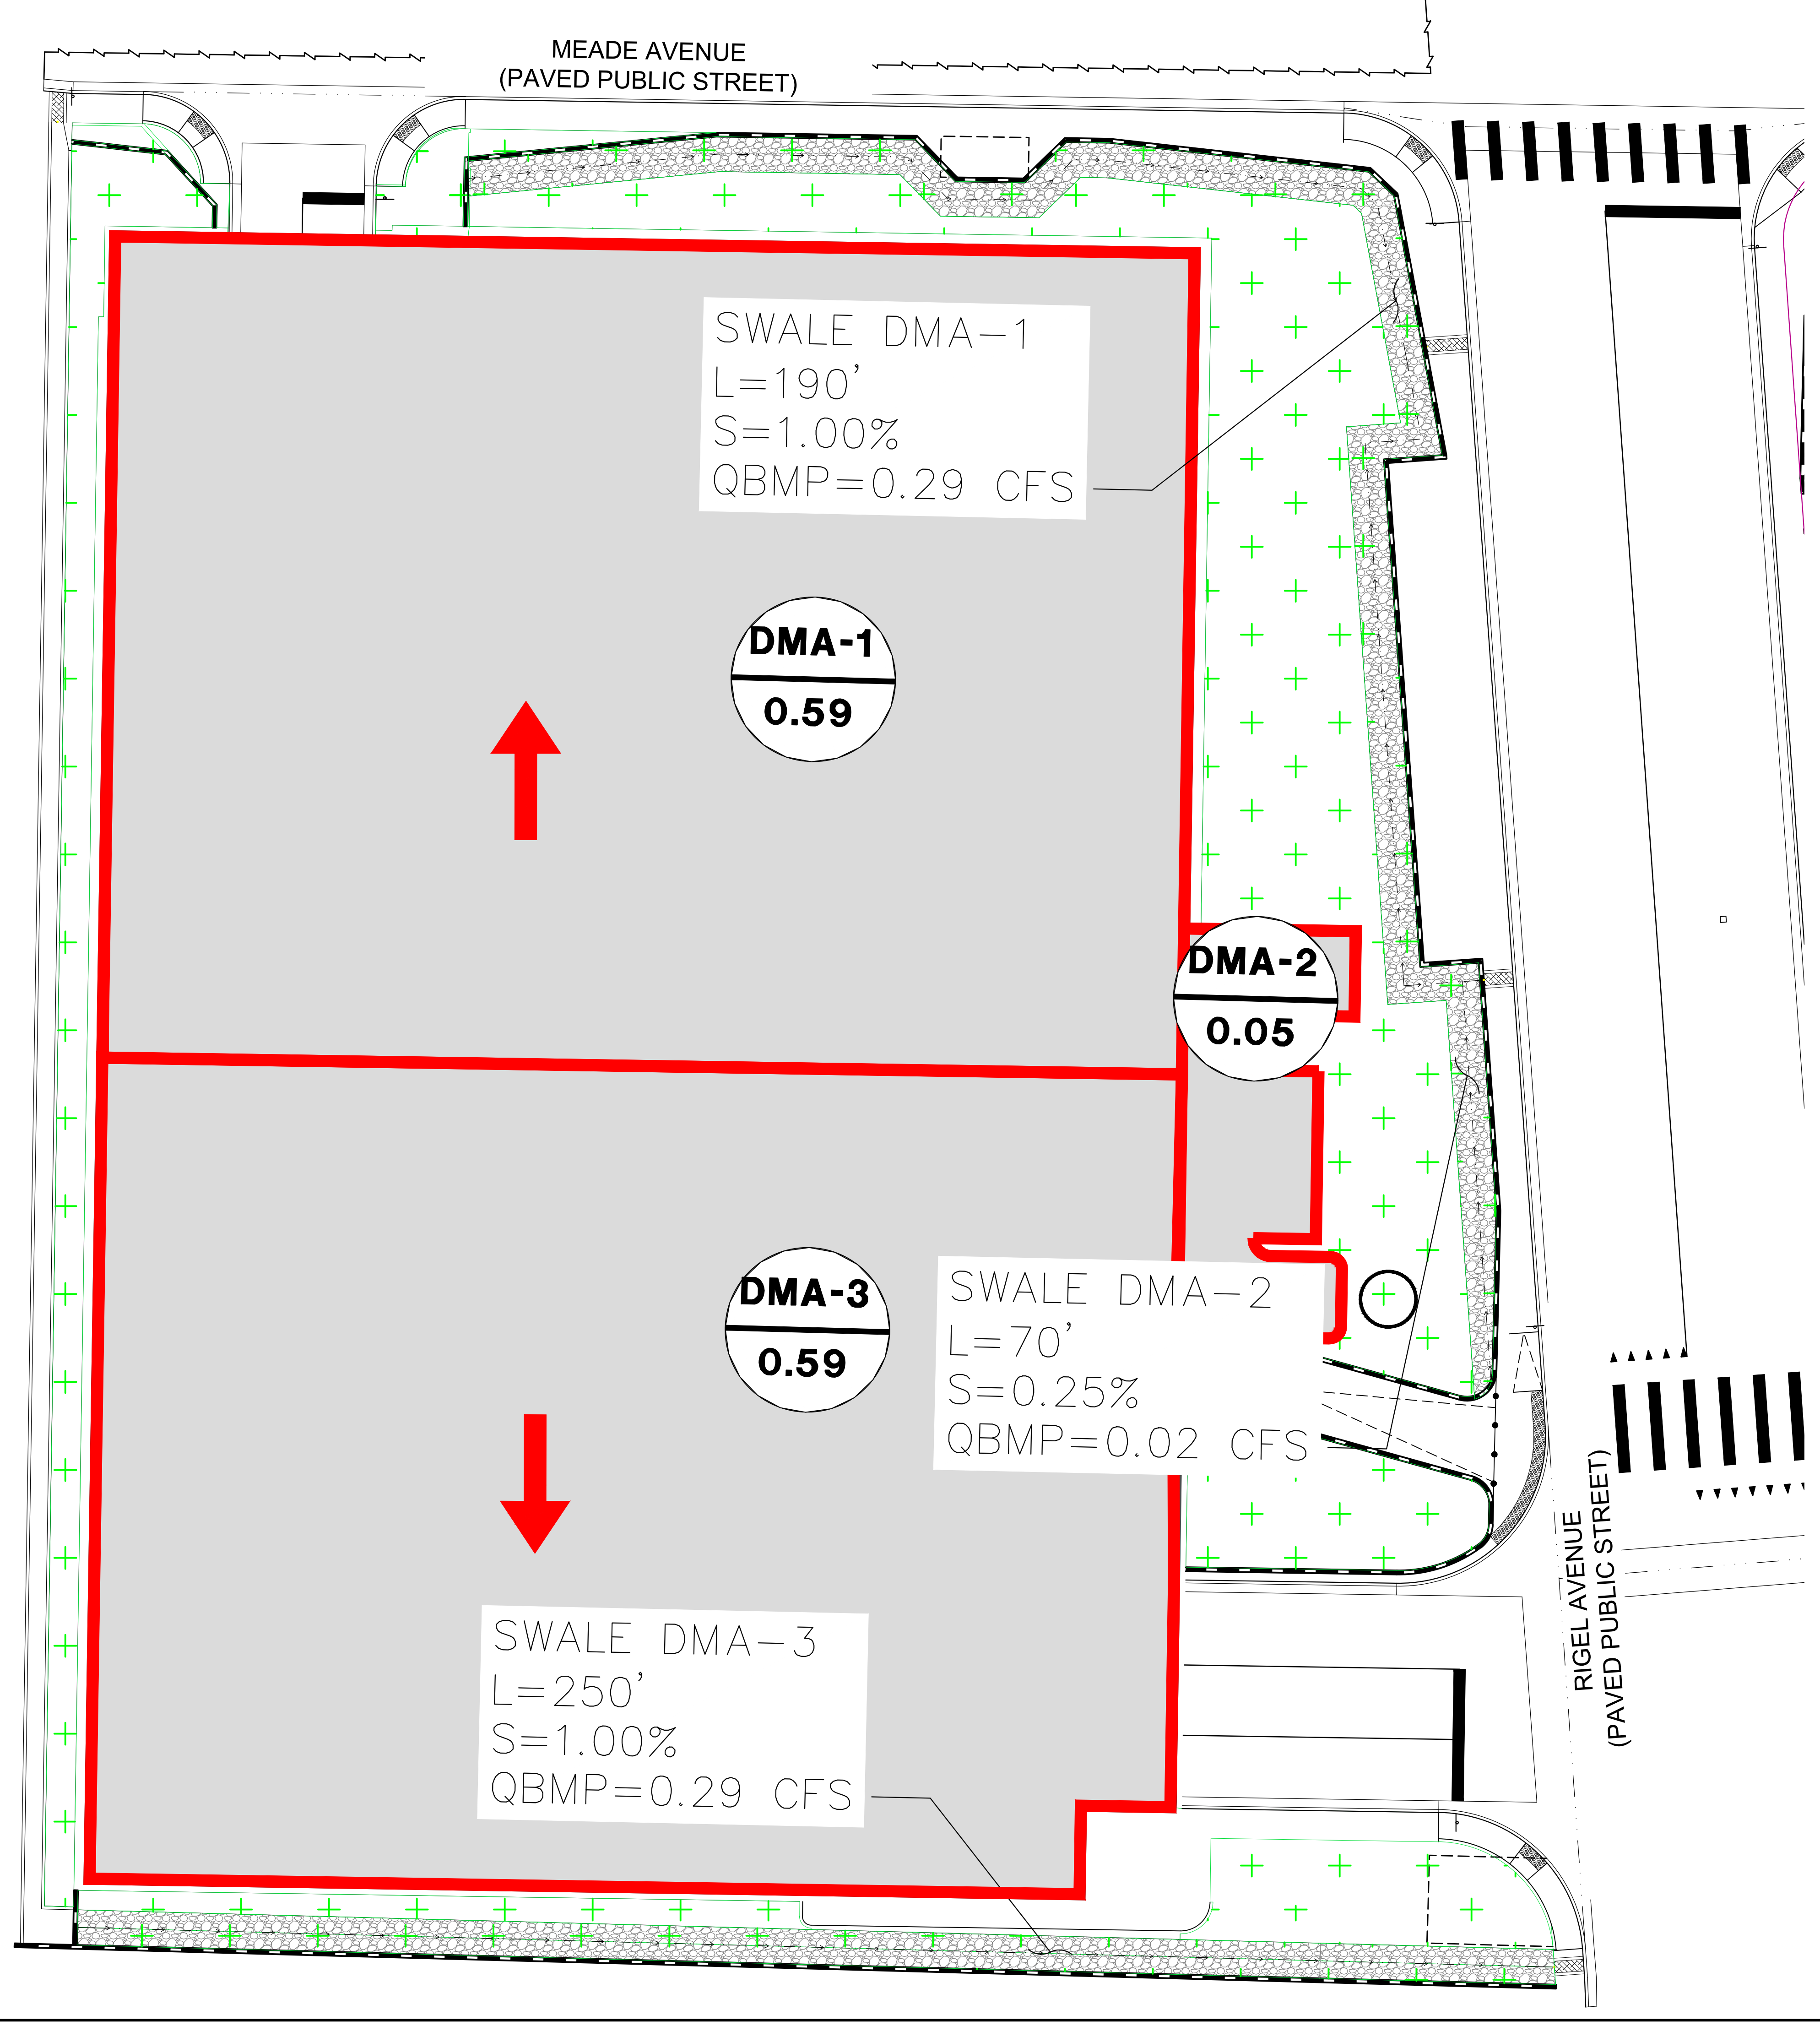 MEADE AVENUE
(PAVED PUBLIC STREET)
SWALE DMA-1
L=190'
S=1.00%
QBMP=0.29 CFS
DMA-1
0.59
DMA-2
0.05
DMA-3
0.59
SWALE DMA-2
L=70'
S=0.25%
QBMP=0.02 CFS
RIGEL AVENUE
(PAVED PUBLIC STREET)
SWALE DMA-3
L=250'
S=1.00%
QBMP=0.29 CFS